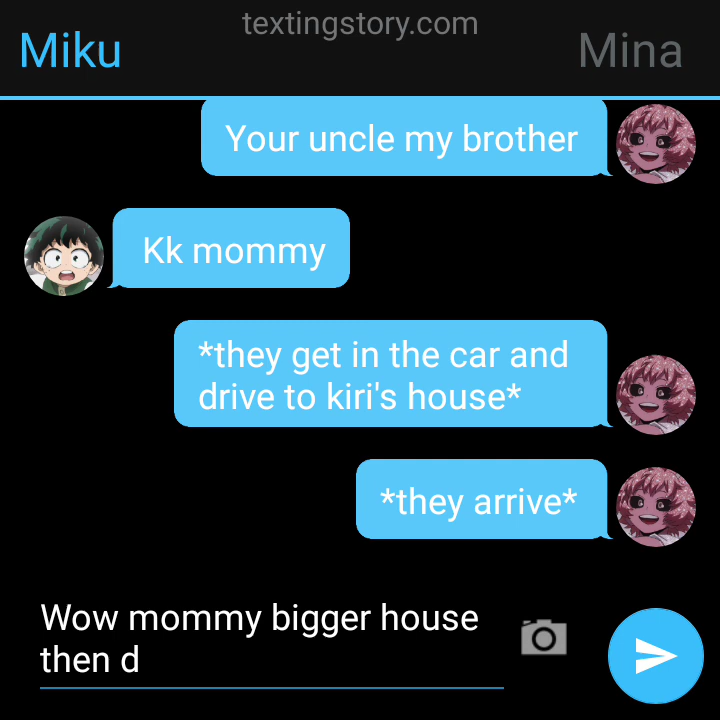 textingstory.com
Miku
Mina
Your uncle my brother
Kk mommy
*they get in the car and
drive to kiri's house*
*they arrive*
Wow mommy bigger house
then d